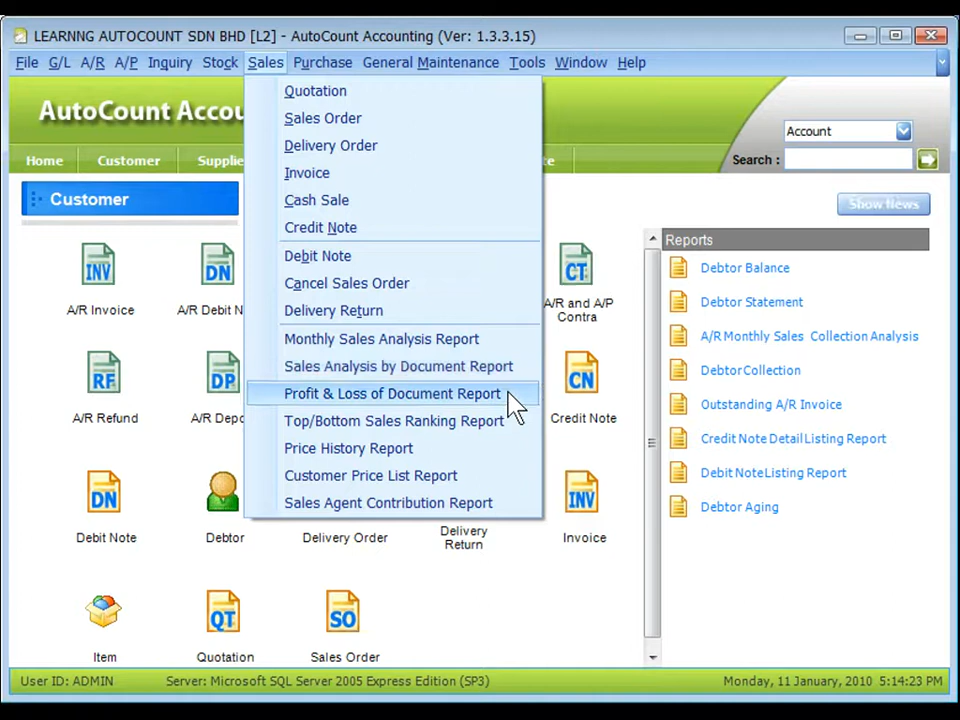 LEARNNG AUTOCOUNT SDN BHD [L2] - AutoCount Accounting (Ver: 1.3.3.15)
File G/L A/R A/P Inquiry Stock Sales Purchase General Maintenance Tools Window Help
AutoCount Accou
Account
Home Customer Supplie te Search :
Customer
Show News
Quotation
Sales Order
Delivery Order
Invoice
Cash Sale
Credit Note
Debit Note
Cancel Sales Order
Delivery Return
Monthly Sales Analysis Report
Sales Analysis by Document Report
Profit & Loss of Document Report
Top/Bottom Sales Ranking Report
Price History Report
Customer Price List Report
Sales Agent Contribution Report
INV
A/R Invoice
DN
A/R Debit N
CT
A/R and A/P
Contra
RF
A/R Refund
DP
A/R Depo
CN
Credit Note
DN
Debit Note
Debtor
Delivery Order
Delivery
Return
INV
Invoice
Item
QT
Quotation
SO
Sales Order
Reports
Debtor Balance
Debtor Statement
A/R Monthly Sales Collection Analysis
Debtor Collection
Outstanding A/R Invoice
Credit Note Detail Listing Report
Debit Note Listing Report
Debtor Aging
User ID: ADMIN Server: Microsoft SQL Server 2005 Express Edition (SP3) Monday, 11 January, 2010 5:14:23 PM